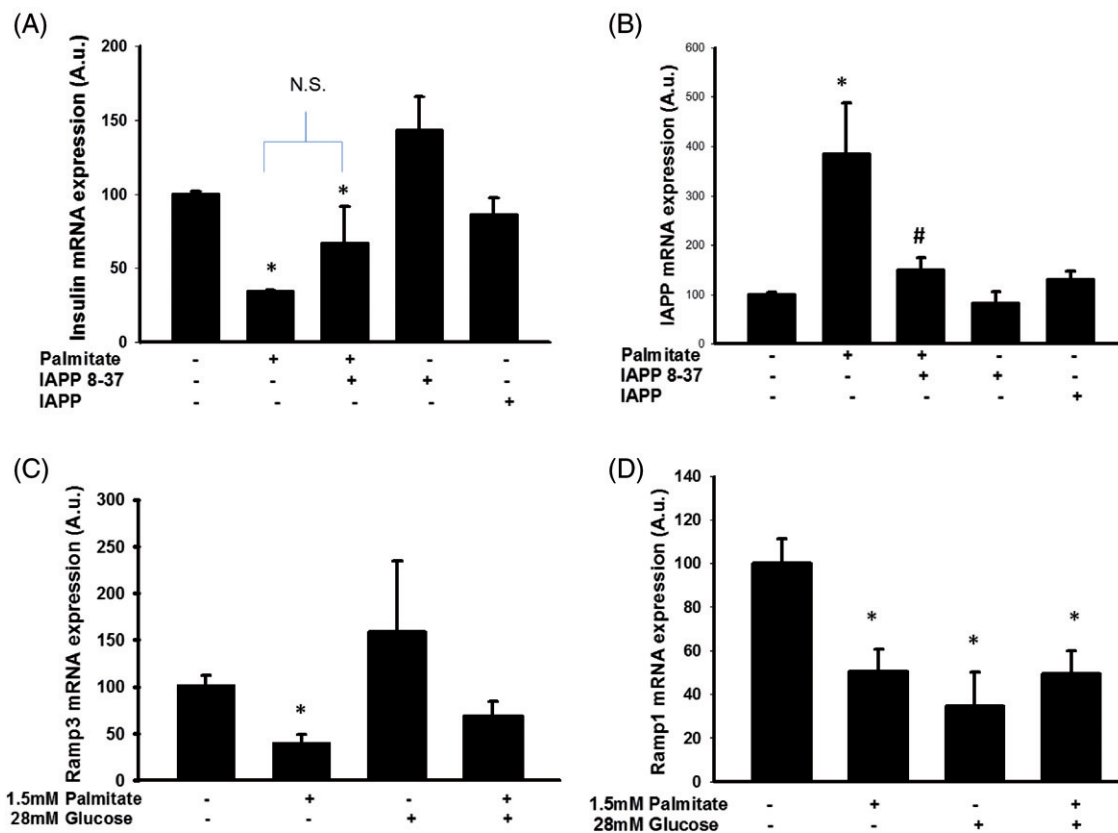 (A)
Insulin mRNA expression (A.u.)
200
150
100
50
0
N.S.
*
*
Palmitate - + + - -
IAPP 8-37 - - + + -
IAPP - - - - +
(B)
IAPP mRNA expression (A.u.)
600
500
400
300
200
100
0
*
#
Palmitate - + + - -
IAPP 8-37 - - + + -
IAPP - - - - +
(C)
Ramp3 mRNA expression (A.u.)
300
250
200
150
100
50
0
*
1.5mM Palmitate - + - +
28mM Glucose - - + +
(D)
Ramp1 mRNA expression (A.u.)
140
120
100
80
60
40
20
0
*
*
*
1.5mM Palmitate - + - +
28mM Glucose - - + +